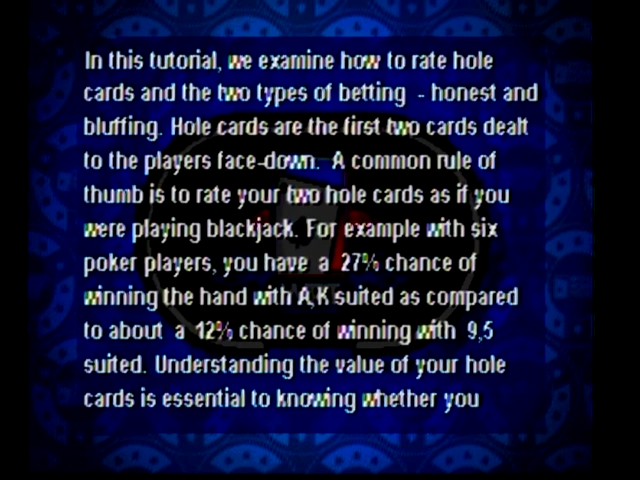 In this tutorial, we examine how to rate hole
cards and the two types of betting - honest and
bluffing. Hole cards are the first two cards dealt
to the players face-down. A common rule of
thumb is to rate your two hole cards as if you
were playing blackjack. For example with six
poker players, you have a 27% chance of
winning the hand with A,K suited as compared
to about a 12% chance of winning with 9,5
suited. Understanding the value of your hole
cards is essential to knowing whether you